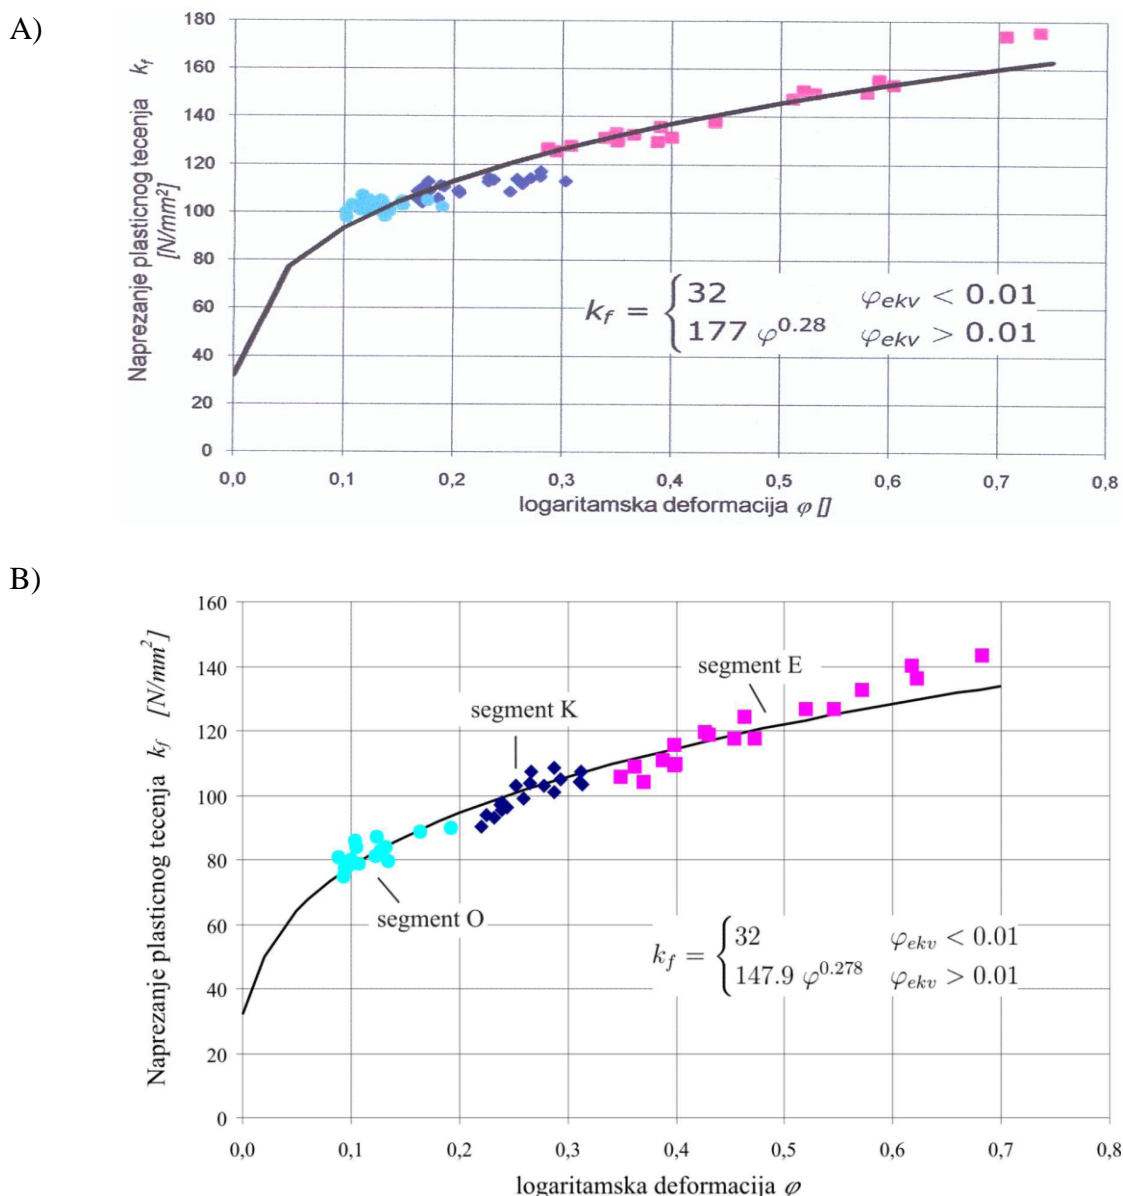 A)
Naprezanje plasticnog tecenja k_f
[N/mm²]
180
160
140
120
100
80
60
40
20
0
k_f = { 32 φ_ekv < 0.01
177 φ^0.28 φ_ekv > 0.01
0,0 0,1 0,2 0,3 0,4 0,5 0,6 0,7 0,8
logaritamska deformacija φ []
B)
Naprezanje plasticnog tecenja k_f [N/mm²]
160
140
120
100
80
60
40
20
0
segment E
segment K
segment O
k_f = { 32 φ_ekv < 0.01
147.9 φ^0.278 φ_ekv > 0.01
0,0 0,1 0,2 0,3 0,4 0,5 0,6 0,7 0,8
logaritamska deformacija φ